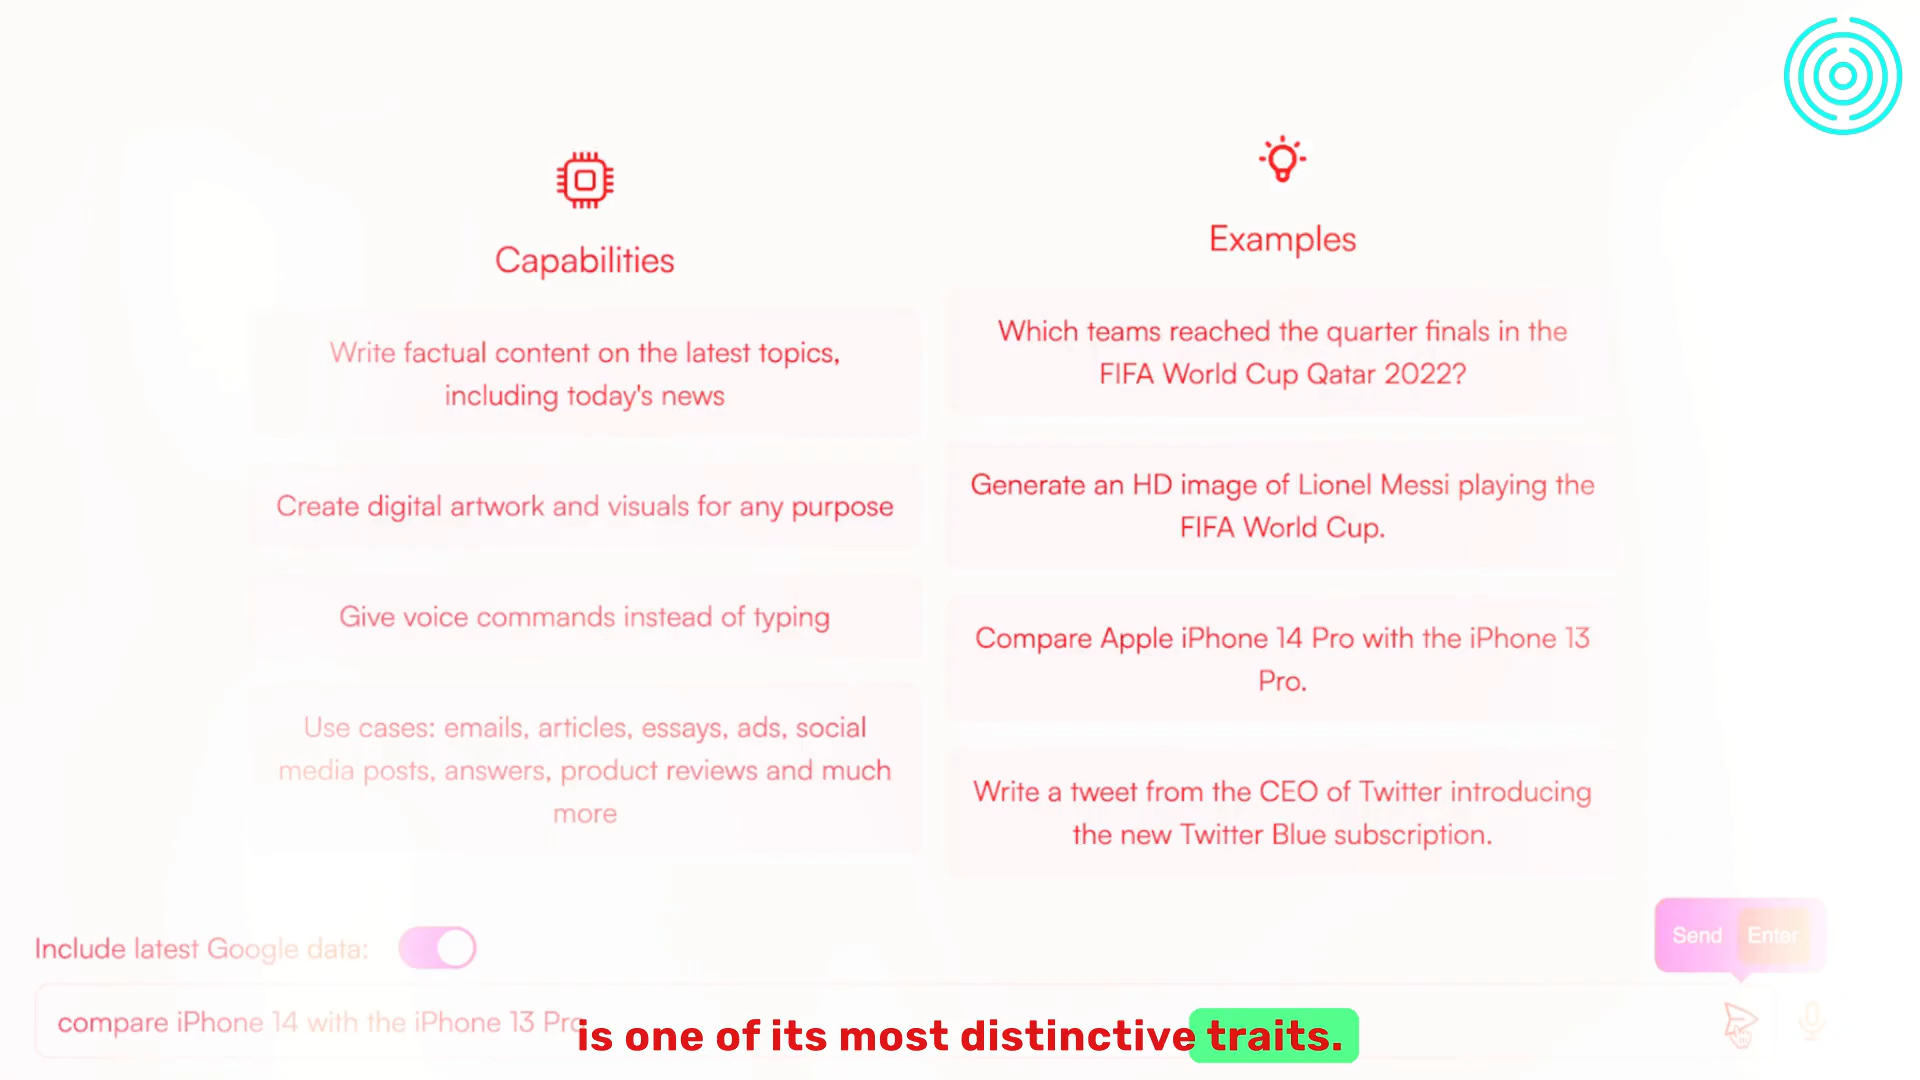 Capabilities
Write factual content on the latest topics,
including today's news
Create digital artwork and visuals for any purpose
Give voice commands instead of typing
Use cases: emails, articles, essays, ads, social
media posts, answers, product reviews and much
more
Examples
Which teams reached the quarter finals in the
FIFA World Cup Qatar 2022?
Generate an HD image of Lionel Messi playing the
FIFA World Cup.
Compare Apple iPhone 14 Pro with the iPhone 13
Pro.
Write a tweet from the CEO of Twitter introducing
the new Twitter Blue subscription.
Include latest Google data:
Send Enter
compare iPhone 14 with the iPhone 13 Pro
is one of its most distinctive traits.